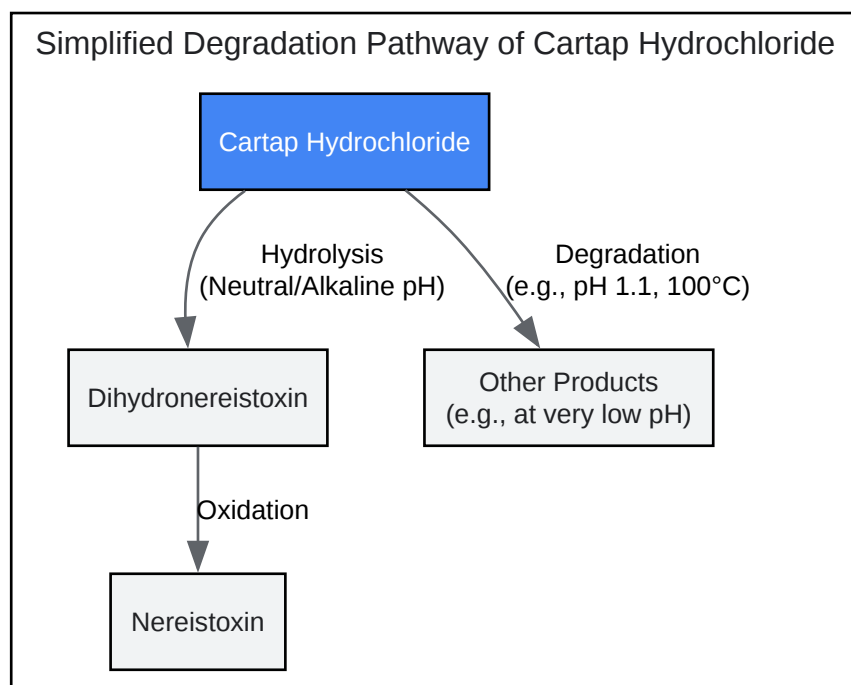 Simplified Degradation Pathway of Cartap Hydrochloride
Cartap Hydrochloride
Hydrolysis
(Neutral/Alkaline pH)
Degradation
(e.g., pH 1.1, 100°C)
Dihydronereistoxin
Other Products
(e.g., at very low pH)
Oxidation
Nereistoxin